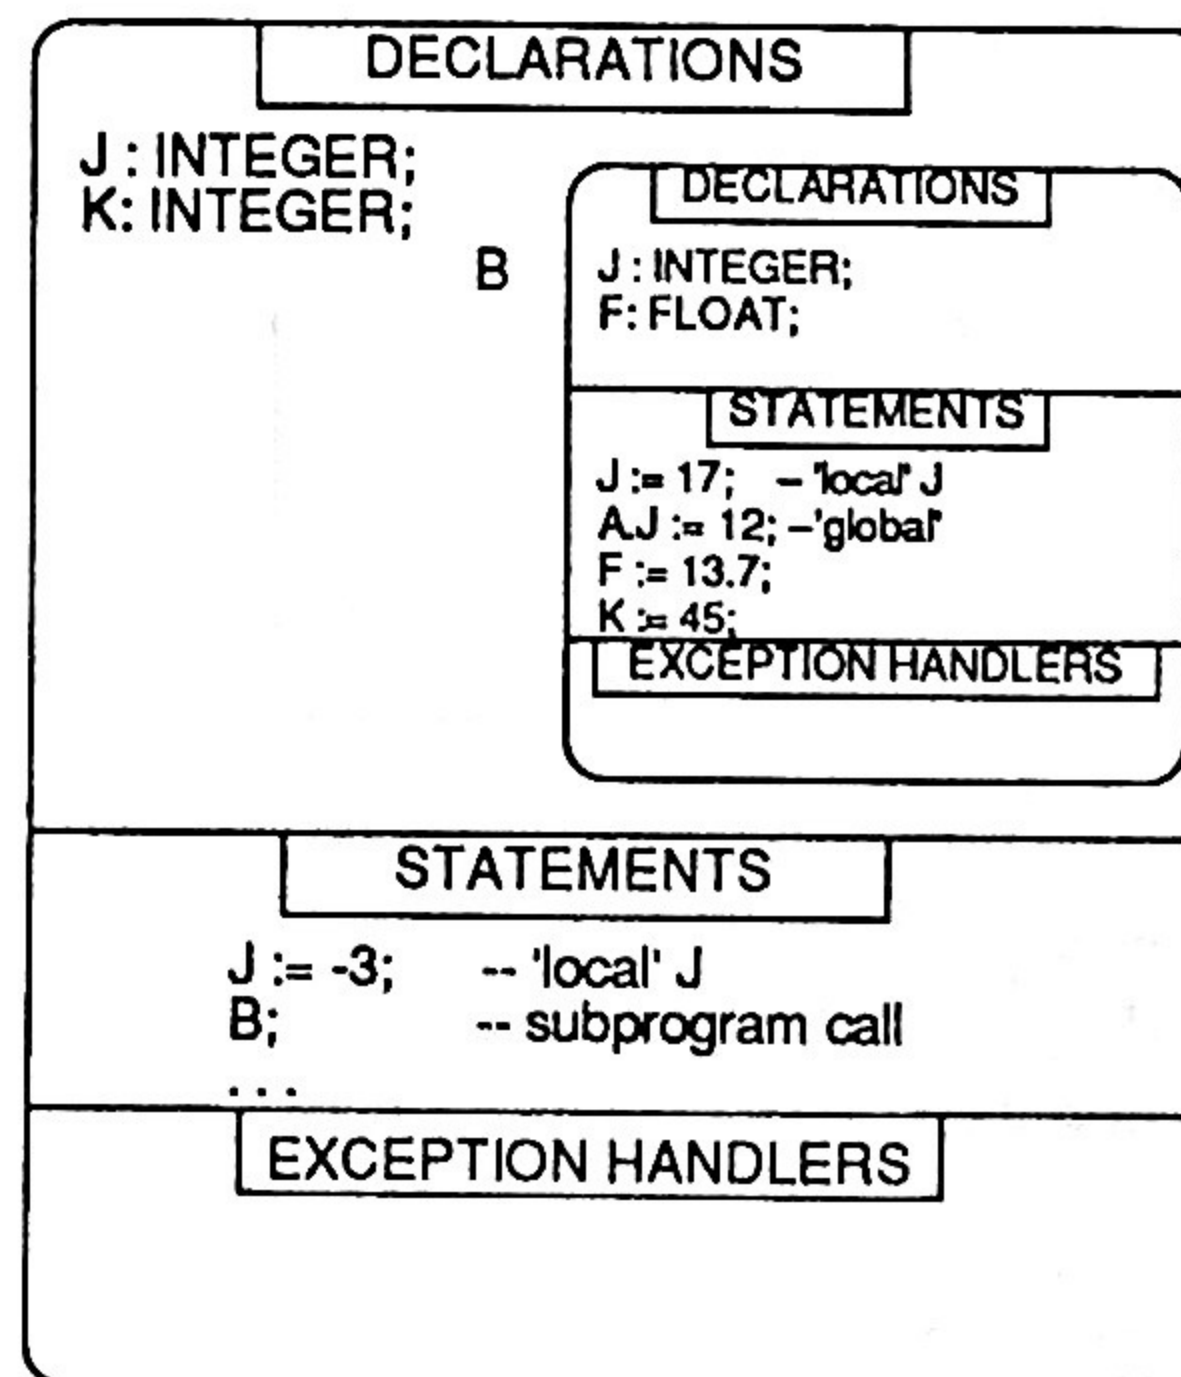 DECLARATIONS
J : INTEGER;
K: INTEGER;
B
DECLARATIONS
J : INTEGER;
F: FLOAT;
STATEMENTS
J := 17; – 'local' J
A.J := 12; –'global'
F := 13.7;
K := 45;
EXCEPTION HANDLERS
STATEMENTS
J := -3; -- 'local' J
B; -- subprogram call
. . .
EXCEPTION HANDLERS